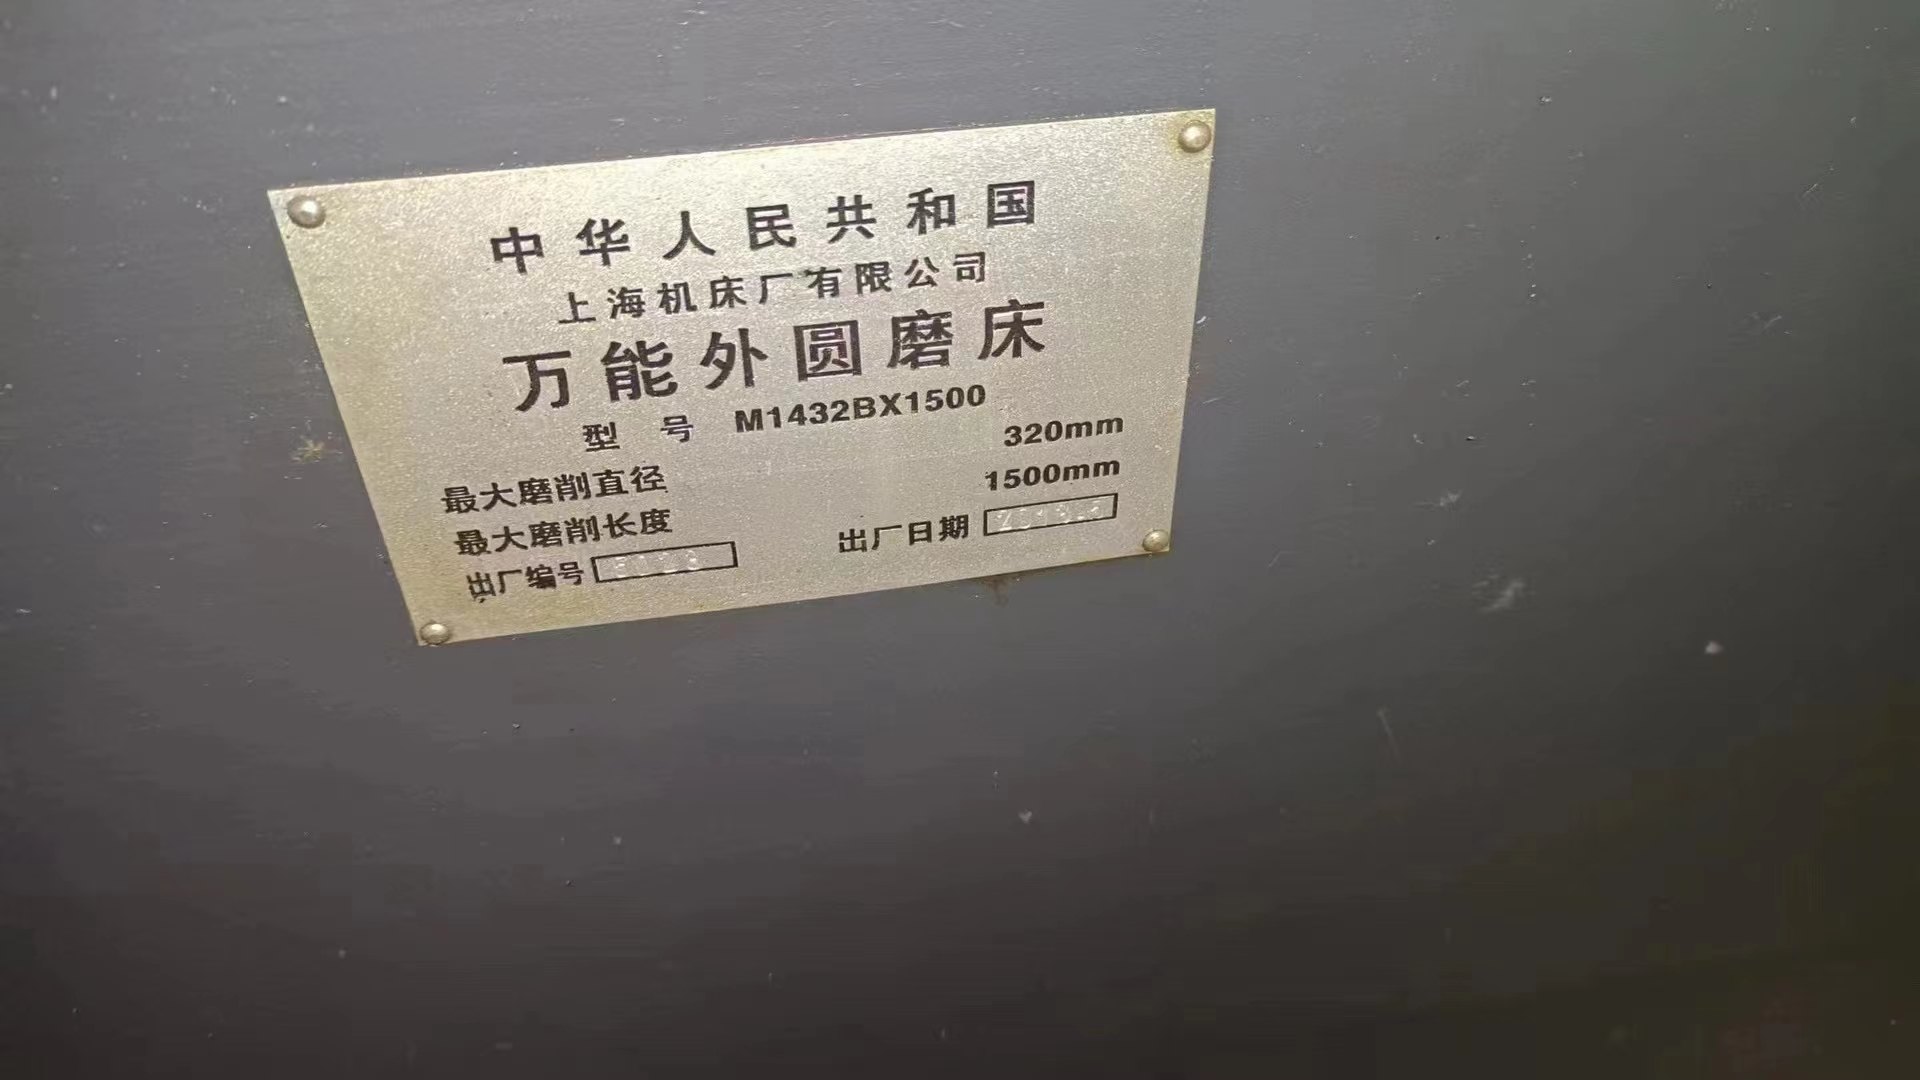 中华人民共和国
上海机床厂有限公司
万能外圆磨床
型 号 M1432BX1500
最大磨削直径 320mm
最大磨削长度 1500mm
出厂编号 出厂日期